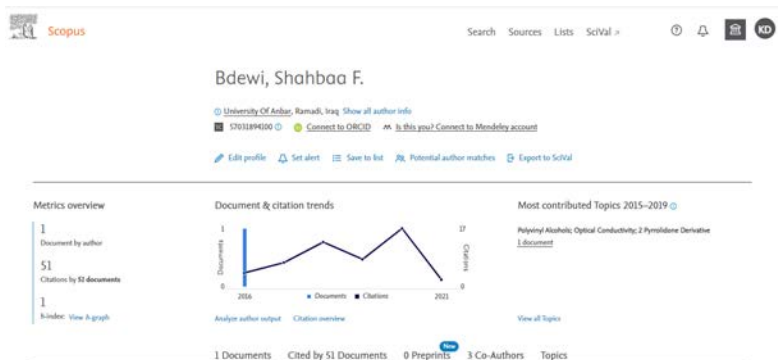 Scopus
Search Sources Lists SciVal
KD
Bdewi, Shahbaa F.
University Of Anbar, Ramadi, Iraq Show all author info
57031894100 Connect to ORCID Is this you? Connect to Mendeley account
Edit profile Set alert Save to list Potential author matches Export to SciVal
Metrics overview
1
Document by author
51
Citations by 51 documents
1
h-index: View h-graph
Document & citation trends
1
17
Documents
Citations
0
0
2016
Documents Citations
2021
Analyze author output Citation overview
Most contributed Topics 2015–2019
Polyvinyl Alcohols; Optical Conductivity; 2 Pyrrolidone Derivative
1 document
View all Topics
New
1 Documents Cited by 51 Documents 0 Preprints 3 Co-Authors Topics